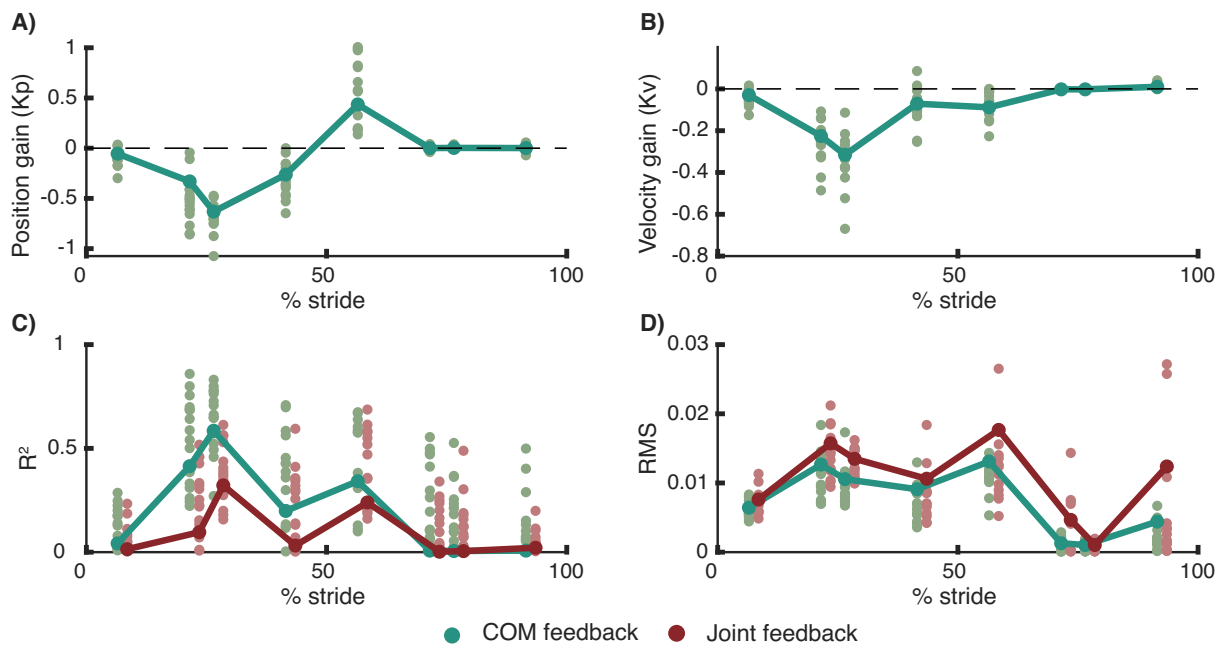 A)
Position gain (Kp)
1
0.5
0
-0.5
-1
0
50
100
% stride
B)
Velocity gain (Kv)
0
-0.2
-0.4
-0.6
-0.8
0
50
100
% stride
C)
R²
1
0.5
0
0
50
100
% stride
D)
RMS
0.03
0.02
0.01
0
0
50
100
% stride
COM feedback
Joint feedback